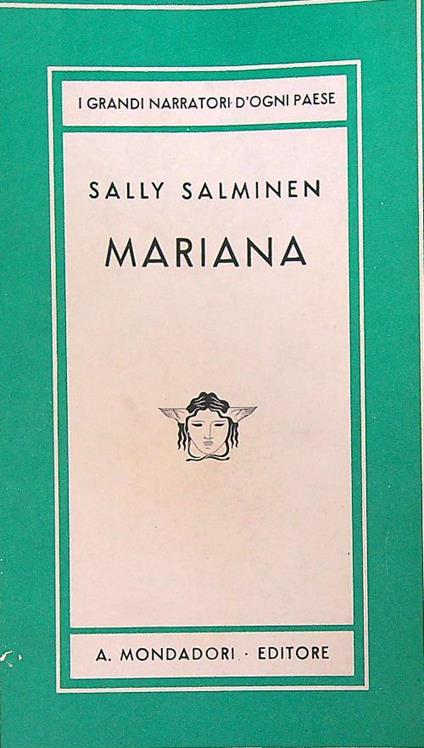 I GRANDI NARRATORI D'OGNI PAESE
SALLY SALMINEN
MARIANA
A. MONDADORI · EDITORE